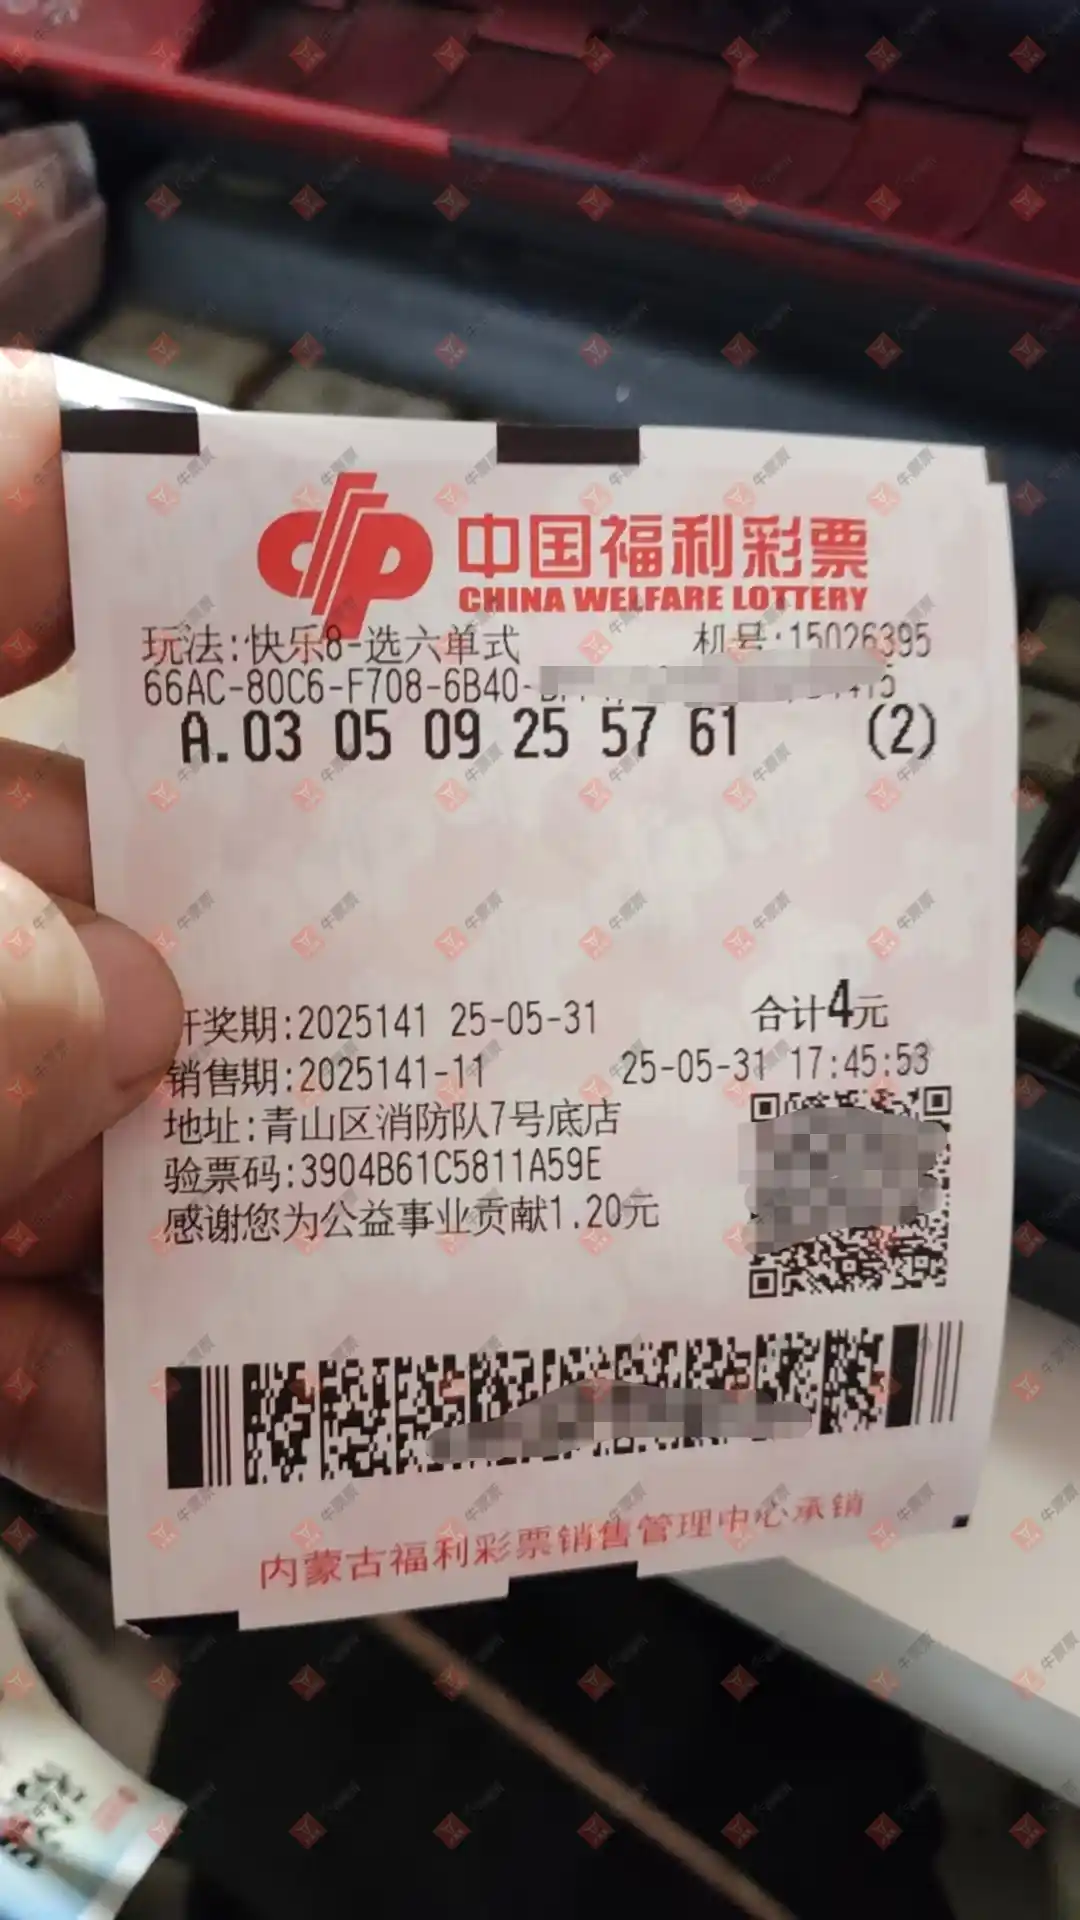 中国福利彩票
CHINA WELFARE LOTTERY
玩法:快乐8-选六单式 机号:15026395
66AC-80C6-F708-6B40-
A.03 05 09 25 57 61 (2)
开奖期:2025141 25-05-31 合计4元
销售期:2025141-11 25-05-31 17:45:53
地址:青山区消防队7号底店
验票码:3904B61C5811A59E
感谢您为公益事业贡献1.20元
内蒙古福利彩票销售管理中心承销
牛票票